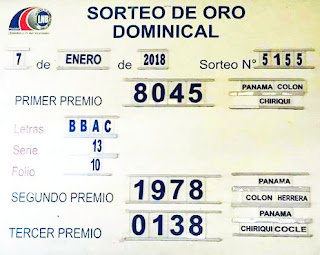 LNB
SORTEO DE ORO
DOMINICAL
7 de ENERO de 2018 Sorteo N° 5155
PRIMER PREMIO 8045 PANAMA COLON
CHIRIQUI
Letras BBAC
Serie 13
Folio 10
SEGUNDO PREMIO 1978 PANAMA
COLON HERRERA
TERCER PREMIO 0138 PANAMA
CHIRIQUI COCLE